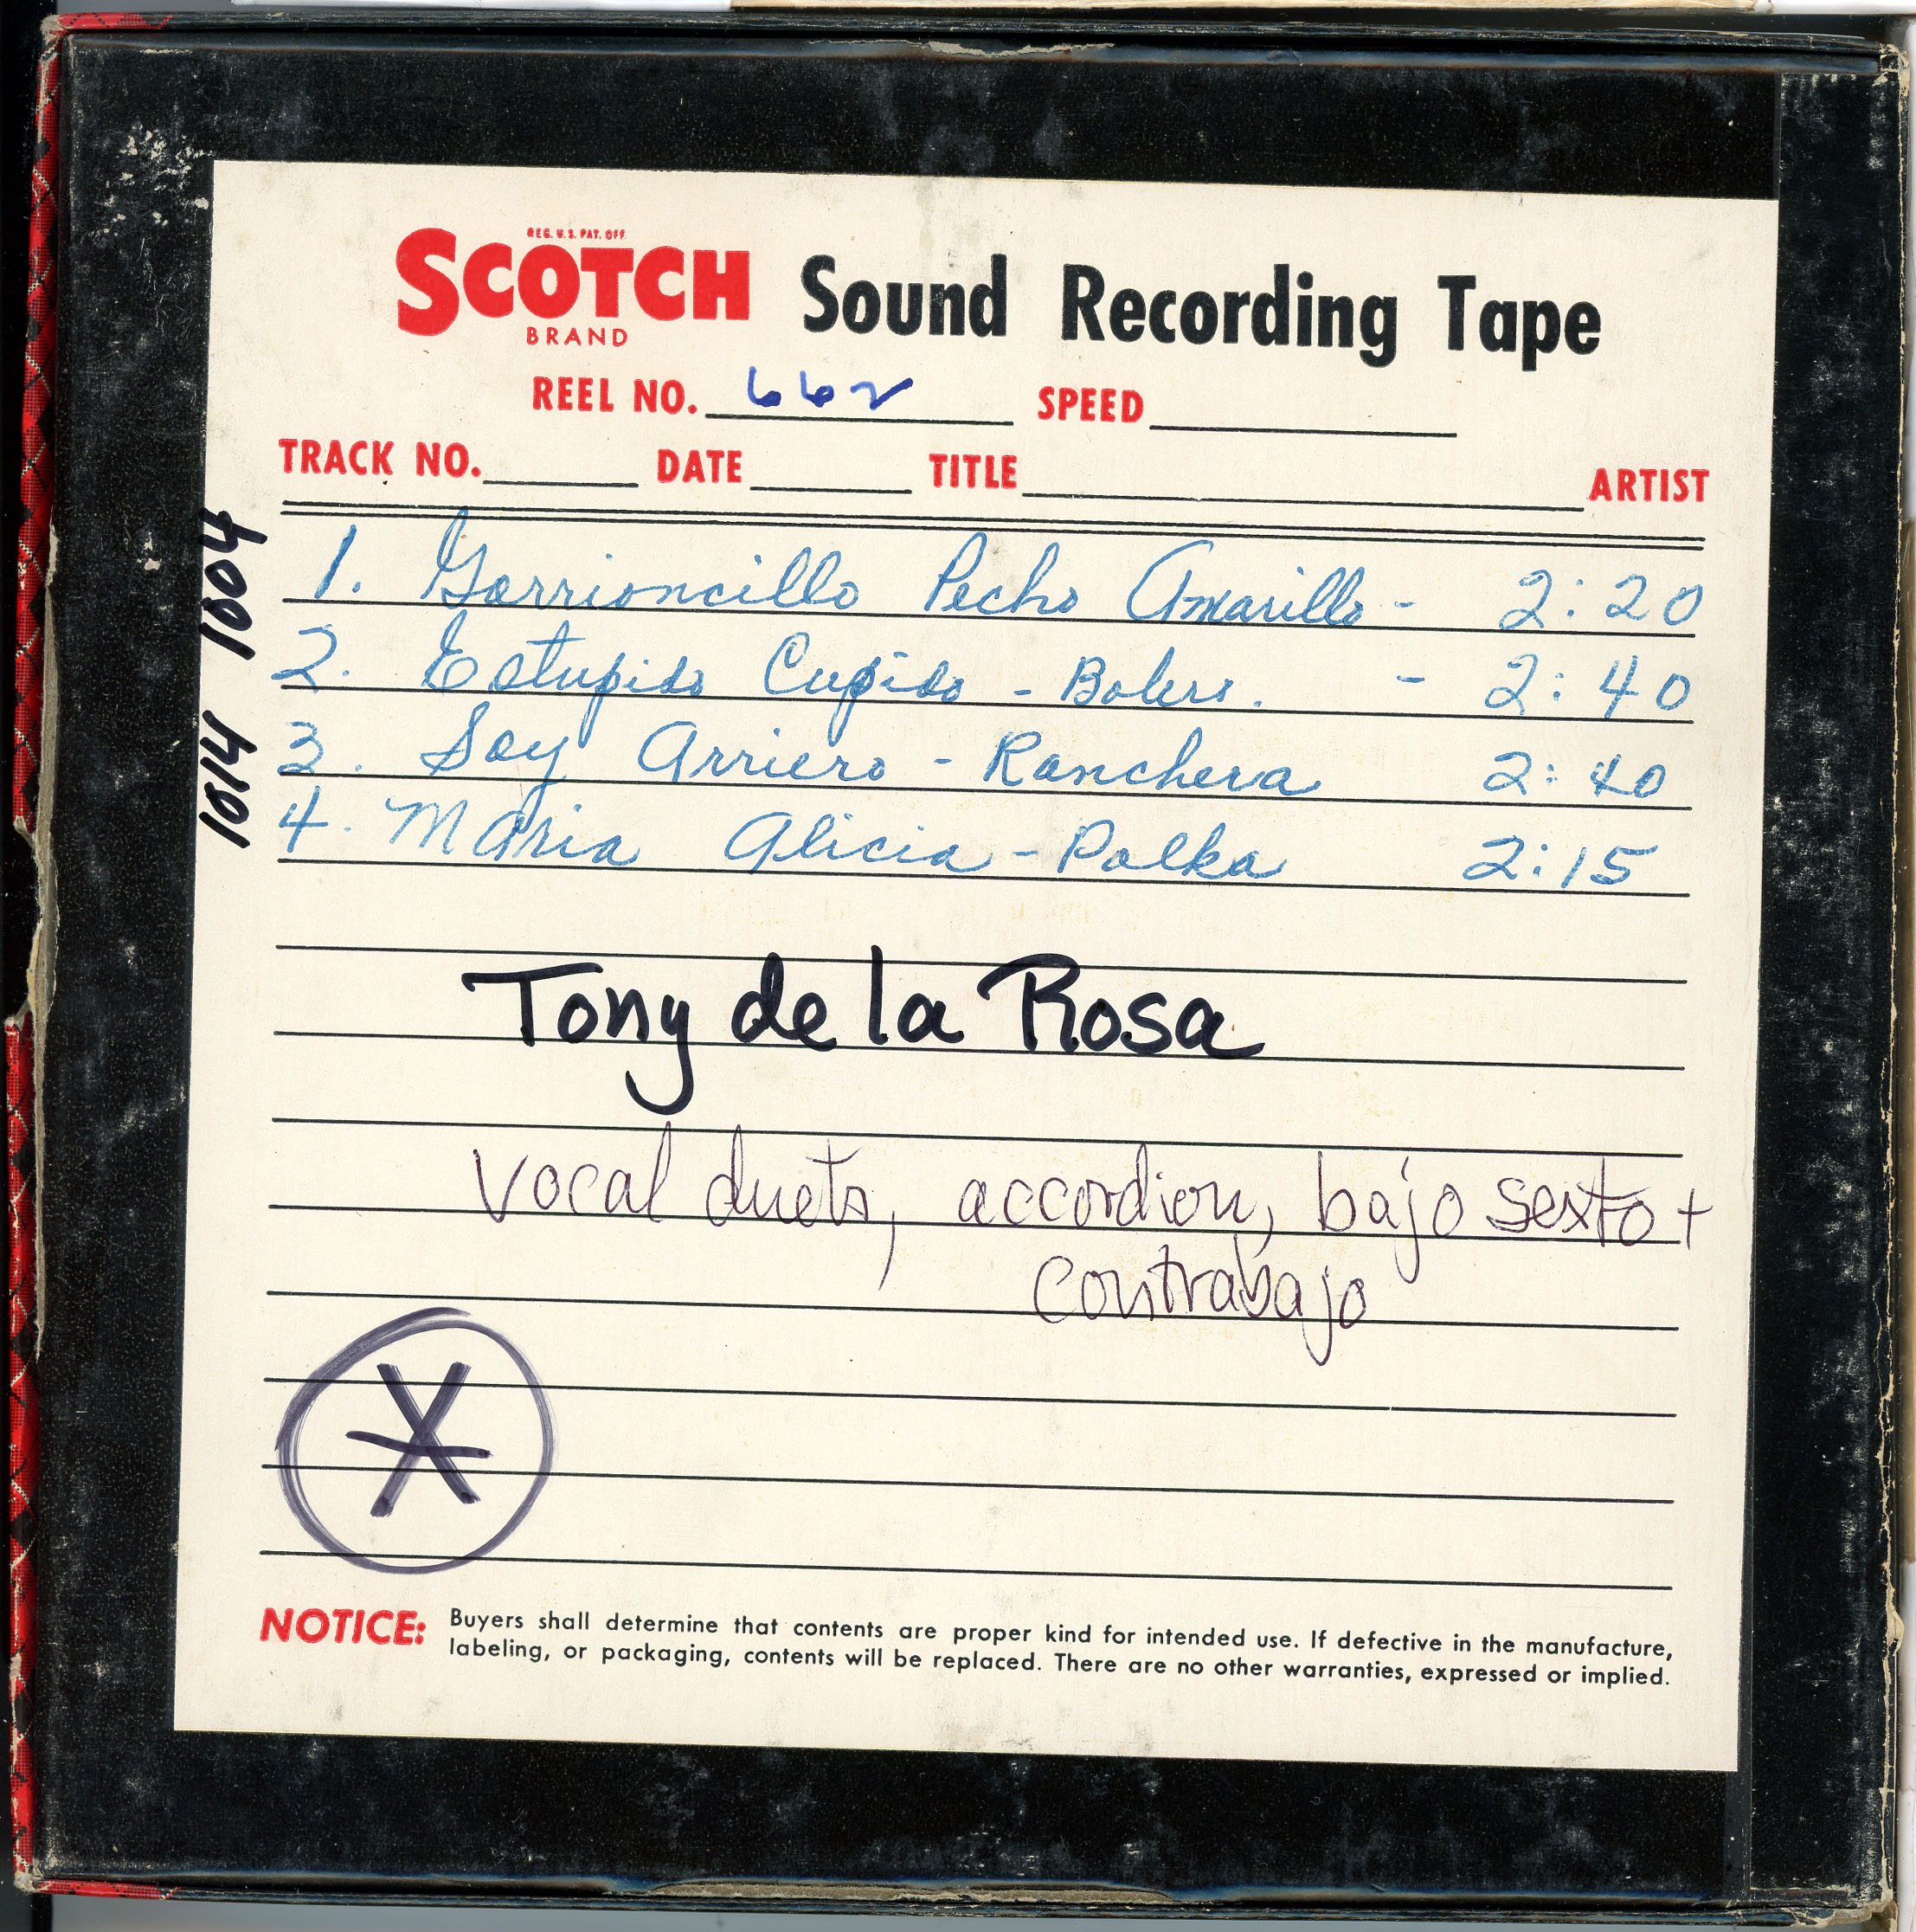 REG. U.S. PAT. OFF.
SCOTCH Sound Recording Tape
BRAND
REEL NO. 662 SPEED
TRACK NO. DATE TITLE ARTIST
1. Gorrioncillo Pecho Amarillo - 2:20
2. Estupido Cupido - Bolero. - 2:40
3. Soy Arriero - Ranchera 2:40
4. Maria Alicia - Polka 2:15
1014 1004
Tony de la Rosa
vocal duets, accordion, bajo sexto +
contrabajo
X
NOTICE: Buyers shall determine that contents are proper kind for intended use. If defective in the manufacture,
labeling, or packaging, contents will be replaced. There are no other warranties, expressed or implied.